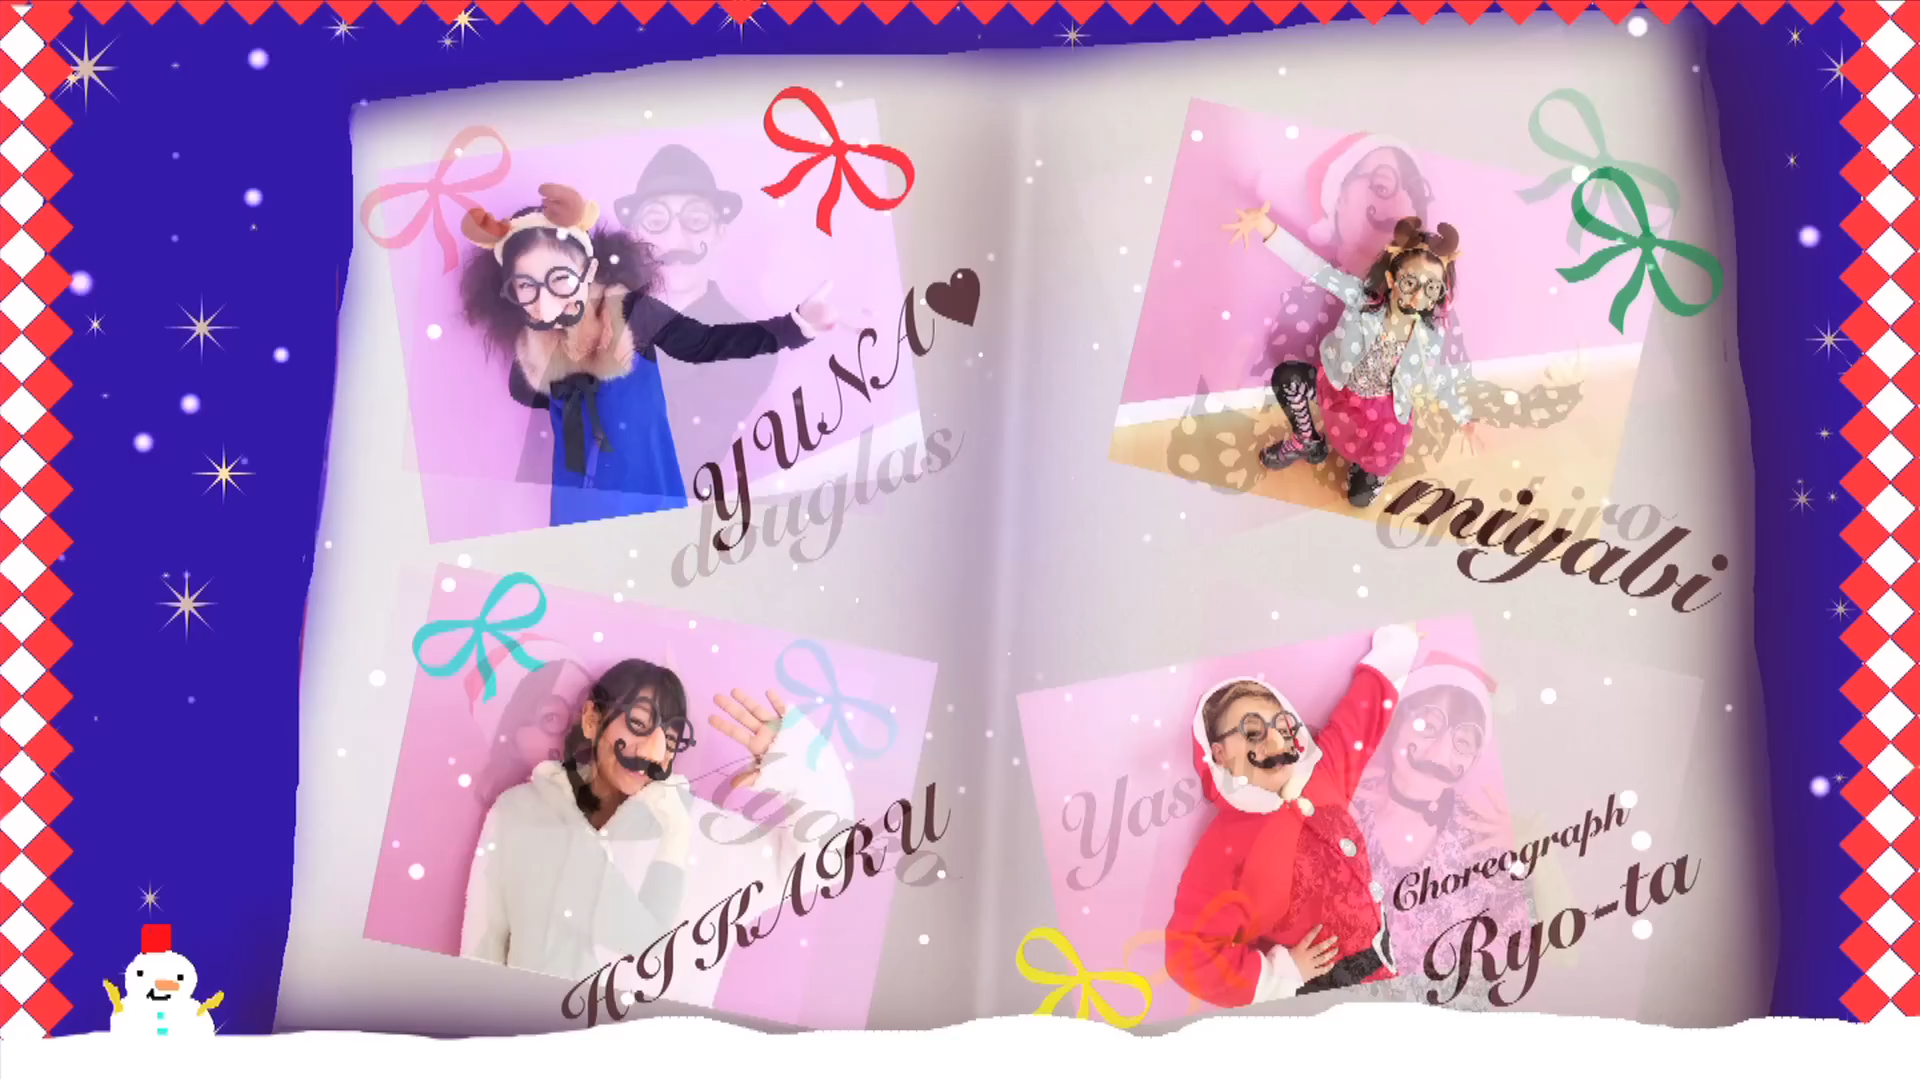 YUNA♥
douglas
miyabi
Chihiro
HIKARU
Choreograph
Ryo-ta